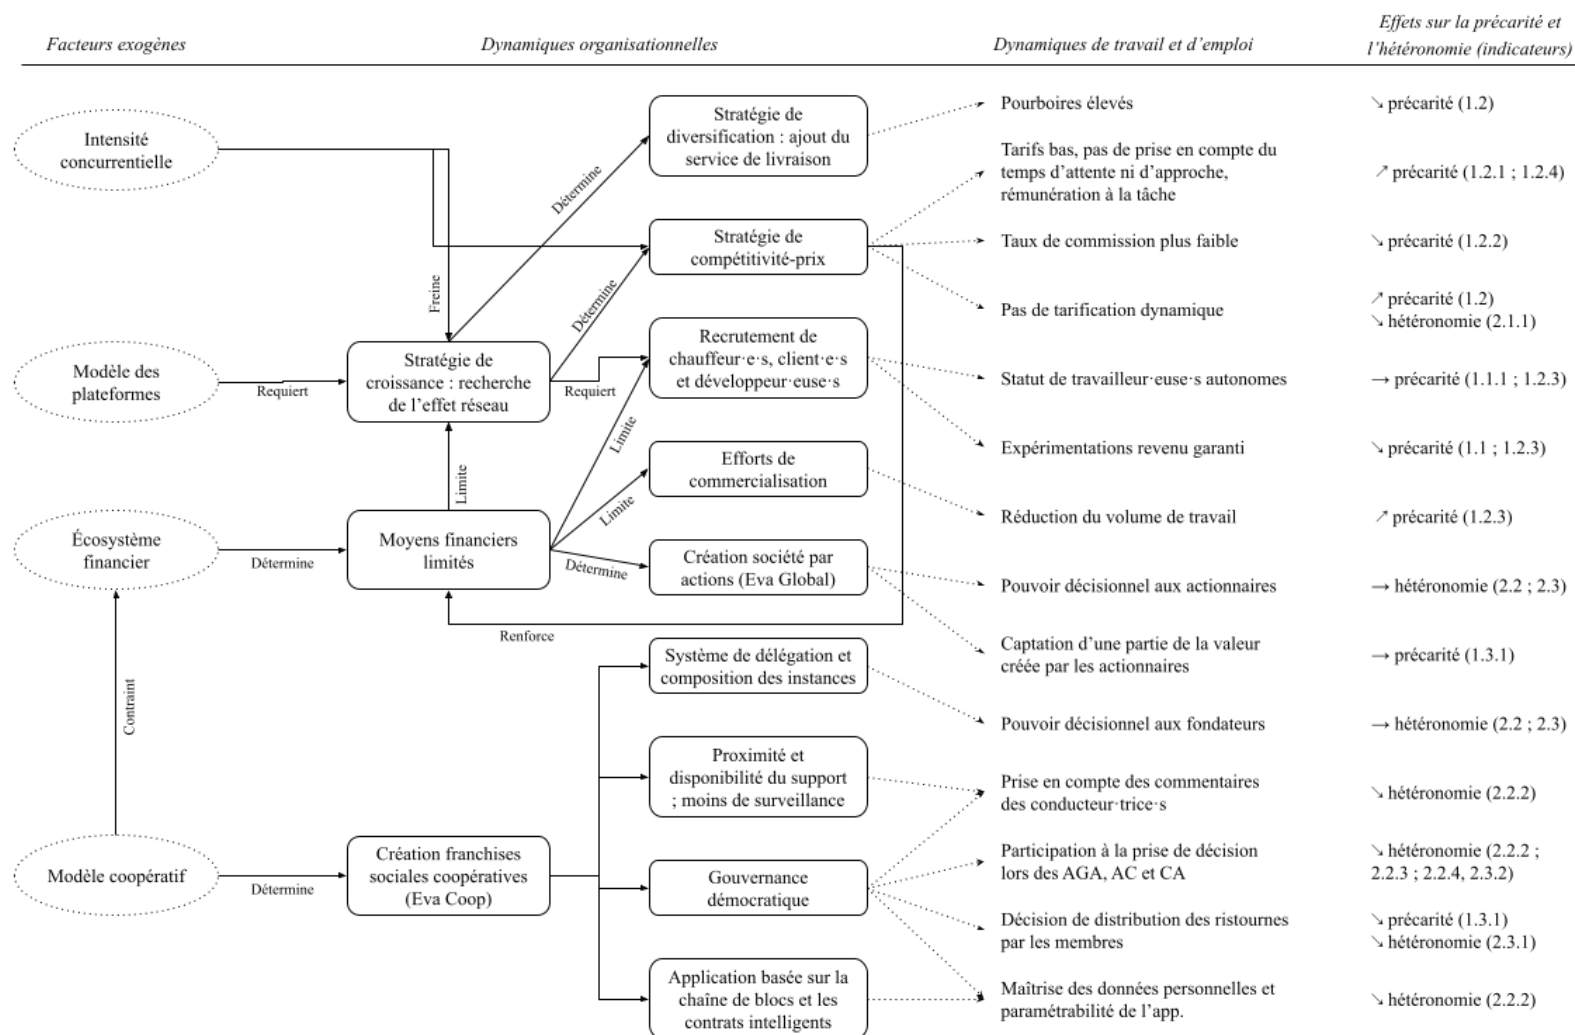 Facteurs exogènes
Dynamiques organisationnelles
Dynamiques de travail et d'emploi
Effets sur la précarité et
l'hétéronomie (indicateurs)
Intensité
concurrentielle
Modèle des
plateformes
Écosystème
financier
Modèle coopératif
Requiert
Détermine
Contraint
Détermine
Freine
Stratégie de
croissance : recherche
de l'effet réseau
Limite
Moyens financiers
limités
Renforce
Création franchises
sociales coopératives
(Eva Coop)
Détermine
Détermine
Requiert
Limite
Limite
Détermine
Stratégie de
diversification : ajout du
service de livraison
Stratégie de
compétitivité-prix
Recrutement de
chauffeur·e·s, client·e·s
et développeur·euse·s
Efforts de
commercialisation
Création société par
actions (Eva Global)
Système de délégation et
composition des instances
Proximité et
disponibilité du support
; moins de surveillance
Gouvernance
démocratique
Application basée sur la
chaîne de blocs et les
contrats intelligents
Pourboires élevés
↘ précarité (1.2)
Tarifs bas, pas de prise en compte du
temps d'attente ni d'approche,
rémunération à la tâche
↗ précarité (1.2.1 ; 1.2.4)
Taux de commission plus faible
↘ précarité (1.2.2)
Pas de tarification dynamique
↗ précarité (1.2)
↘ hétéronomie (2.1.1)
Statut de travailleur·euse·s autonomes
→ précarité (1.1.1 ; 1.2.3)
Expérimentations revenu garanti
↘ précarité (1.1 ; 1.2.3)
Réduction du volume de travail
↗ précarité (1.2.3)
Pouvoir décisionnel aux actionnaires
→ hétéronomie (2.2 ; 2.3)
Captation d'une partie de la valeur
créée par les actionnaires
→ précarité (1.3.1)
Pouvoir décisionnel aux fondateurs
→ hétéronomie (2.2 ; 2.3)
Prise en compte des commentaires
des conducteur·trice·s
↘ hétéronomie (2.2.2)
Participation à la prise de décision
lors des AGA, AC et CA
↘ hétéronomie (2.2.2 ;
2.2.3 ; 2.2.4, 2.3.2)
Décision de distribution des ristournes
par les membres
↘ précarité (1.3.1)
↘ hétéronomie (2.3.1)
Maîtrise des données personnelles et
paramétrabilité de l'app.
↘ hétéronomie (2.2.2)